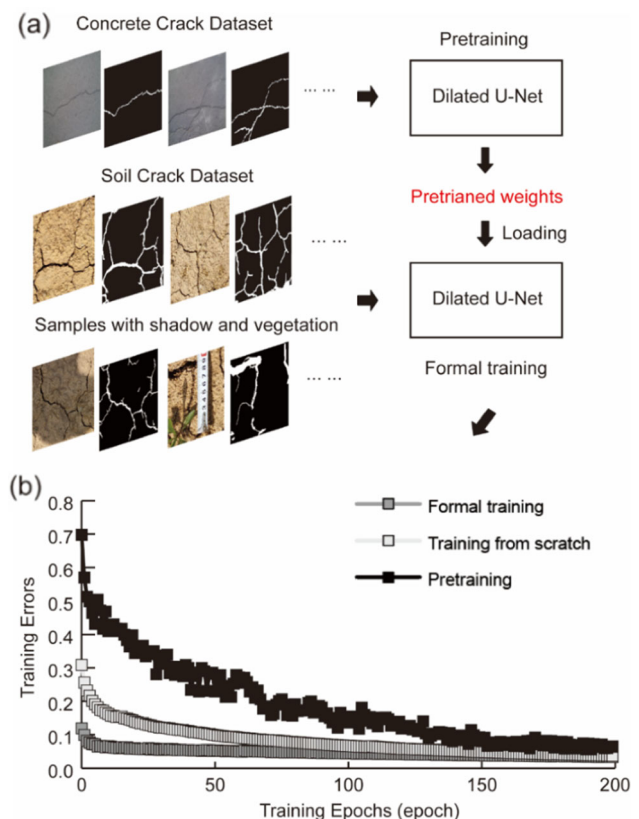 (a)
Concrete Crack Dataset
Pretraining
... ...
Dilated U-Net
Soil Crack Dataset
Pretrianed weights
Loading
... ...
Dilated U-Net
Samples with shadow and vegetation
... ...
Formal training
(b)
0.8
0.7
0.6
0.5
0.4
0.3
0.2
0.1
0.0
Training Errors
Formal training
Training from scratch
Pretraining
0
50
100
150
200
Training Epochs (epoch)